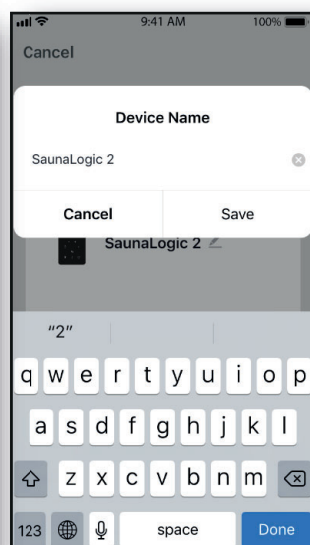 9:41 AM 100%
Cancel
Device Name
SaunaLogic 2
Cancel Save
SaunaLogic 2
“2”
q w e r t y u i o p
a s d f g h j k l
z x c v b n m
123 space Done